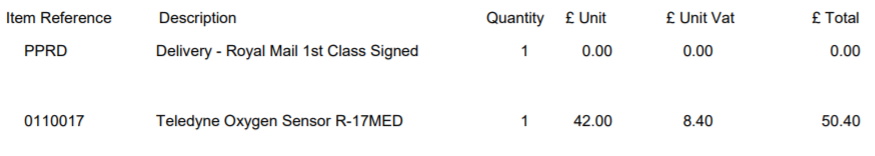 Item Reference Description Quantity £ Unit £ Unit Vat £ Total
PPRD Delivery - Royal Mail 1st Class Signed 1 0.00 0.00 0.00
0110017 Teledyne Oxygen Sensor R-17MED 1 42.00 8.40 50.40